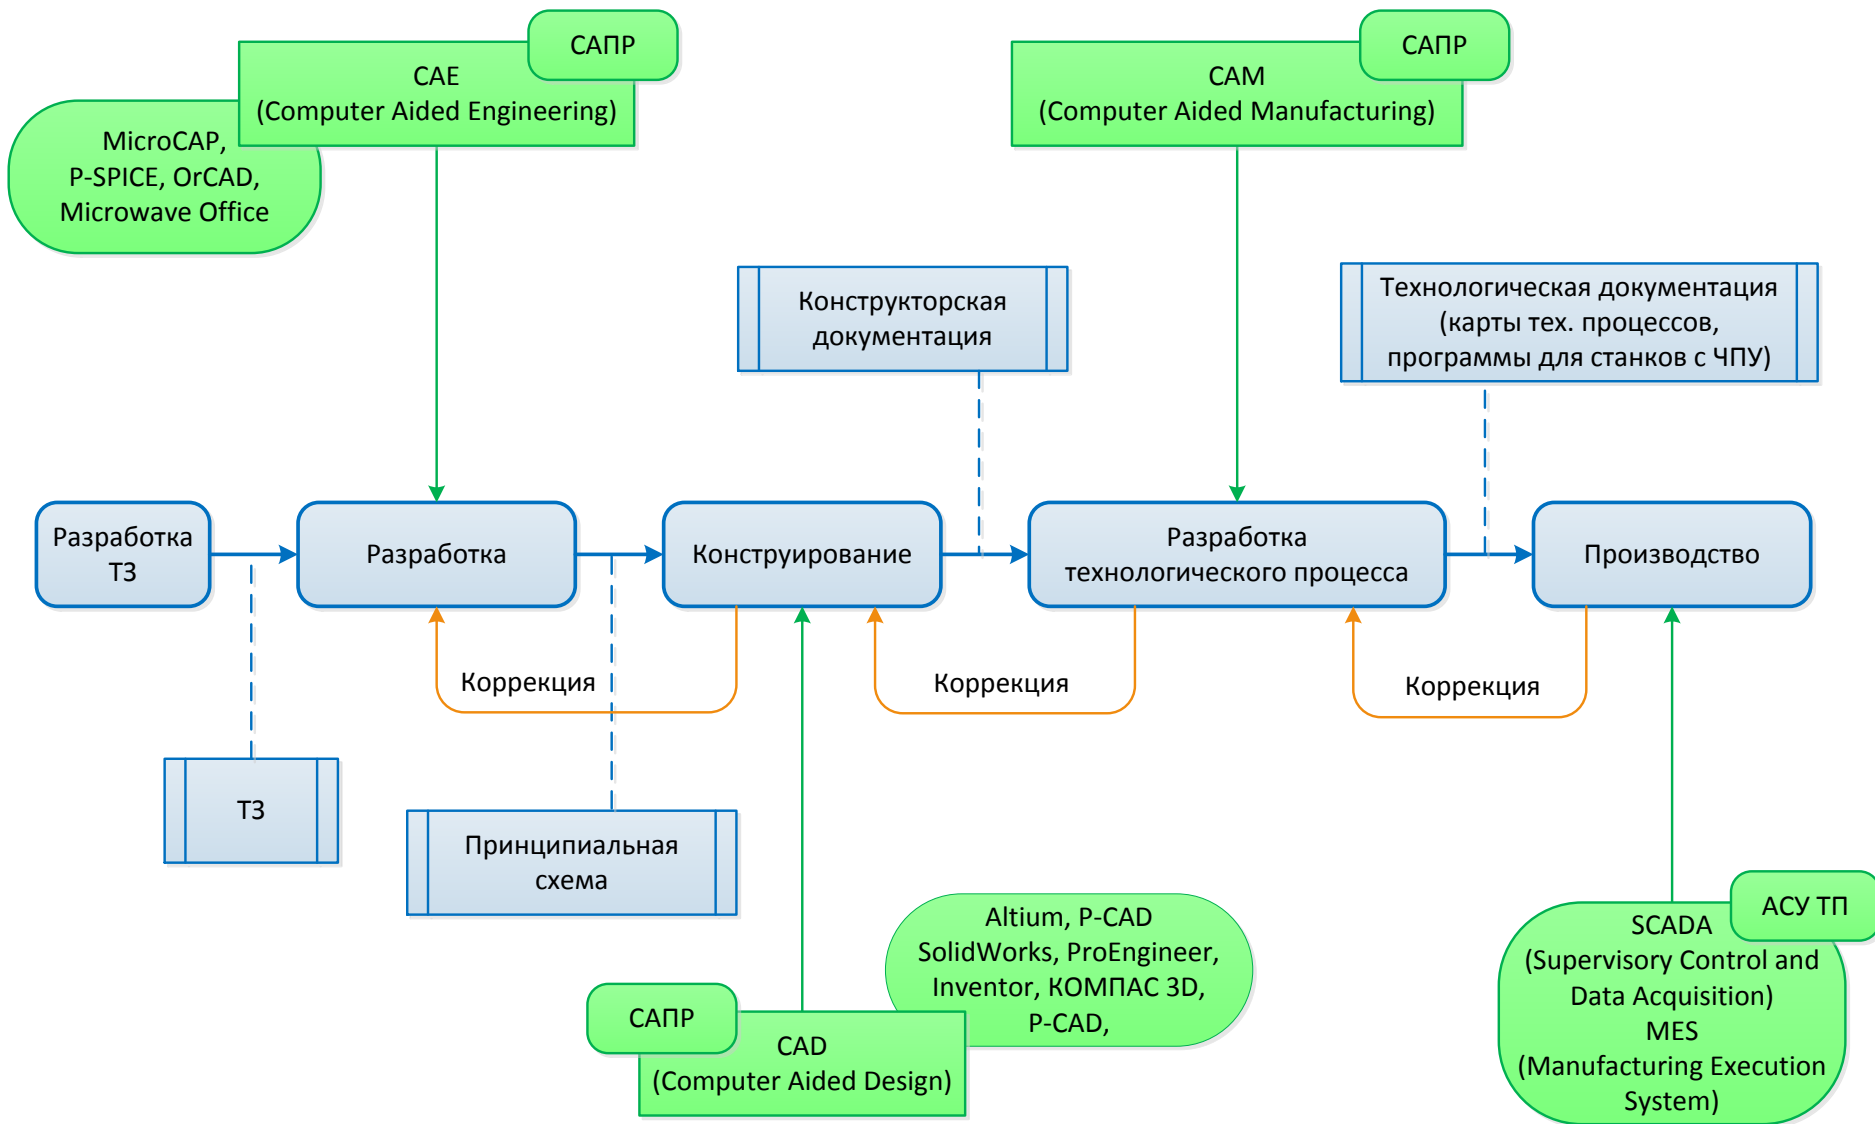 САПР
CAE
(Computer Aided Engineering)
MicroCAP,
P-SPICE, OrCAD,
Microwave Office
САПР
CAM
(Computer Aided Manufacturing)
Конструкторская
документация
Технологическая документация
(карты тех. процессов,
программы для станков с ЧПУ)
Разработка
ТЗ
Разработка
Конструирование
Разработка
технологического процесса
Производство
Коррекция
Коррекция
Коррекция
ТЗ
Принципиальная
схема
Altium, P-CAD
SolidWorks, ProEngineer,
Inventor, КОМПАС 3D,
P-CAD,
САПР
CAD
(Computer Aided Design)
АСУ ТП
SCADA
(Supervisory Control and
Data Acquisition)
MES
(Manufacturing Execution
System)